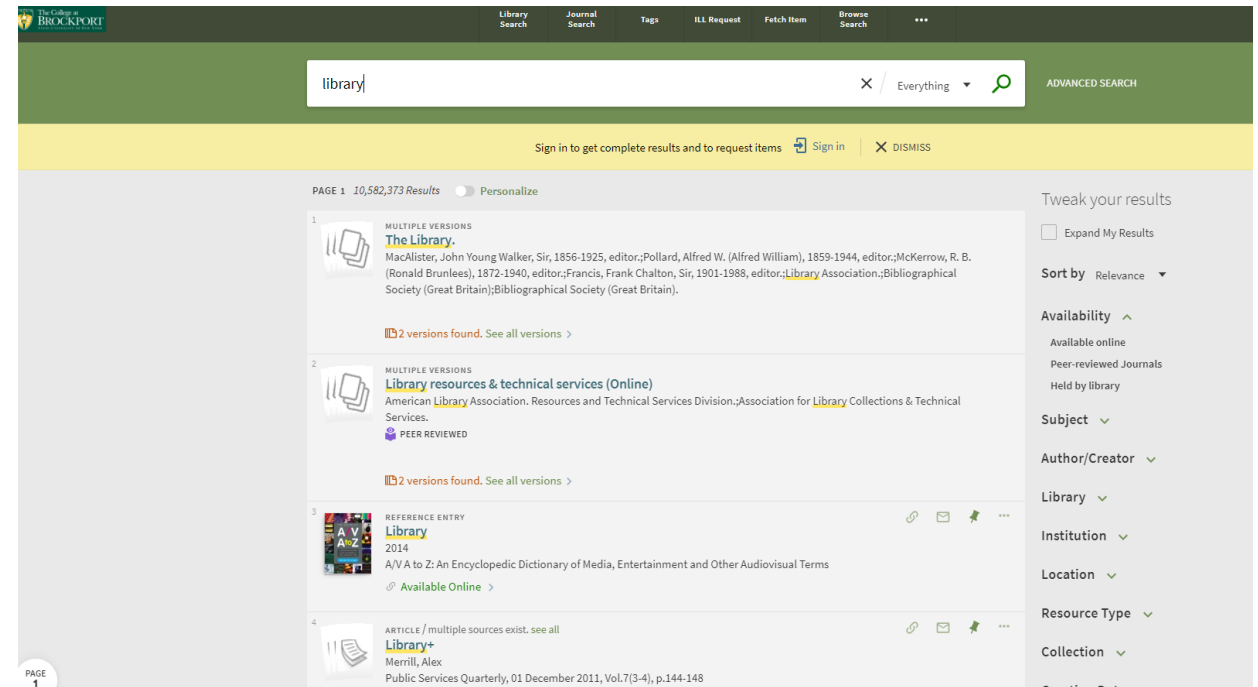 The College at
BROCKPORT
Library
Search
Journal
Search
Tags
ILL Request
Fetch Item
Browse
Search
•••
library
Everything
ADVANCED SEARCH
Sign in to get complete results and to request items
Sign in
DISMISS
PAGE 1 10,582,373 Results
Personalize
1
MULTIPLE VERSIONS
The Library.
MacAlister, John Young Walker, Sir, 1856-1925, editor.;Pollard, Alfred W. (Alfred William), 1859-1944, editor.;McKerrow, R. B.
(Ronald Brunlees), 1872-1940, editor.;Francis, Frank Chalton, Sir, 1901-1988, editor.;Library Association.;Bibliographical
Society (Great Britain);Bibliographical Society (Great Britain).
2 versions found. See all versions >
2
MULTIPLE VERSIONS
Library resources & technical services (Online)
American Library Association. Resources and Technical Services Division.;Association for Library Collections & Technical
Services.
PEER REVIEWED
2 versions found. See all versions >
3
REFERENCE ENTRY
Library
2014
A/V A to Z: An Encyclopedic Dictionary of Media, Entertainment and Other Audiovisual Terms
Available Online >
A/V
AtoZ
4
ARTICLE / multiple sources exist. see all
Library+
Merrill, Alex
Public Services Quarterly, 01 December 2011, Vol.7(3-4), p.144-148
Tweak your results
Expand My Results
Sort by Relevance
Availability
Available online
Peer-reviewed Journals
Held by library
Subject
Author/Creator
Library
Institution
Location
Resource Type
Collection
PAGE
1